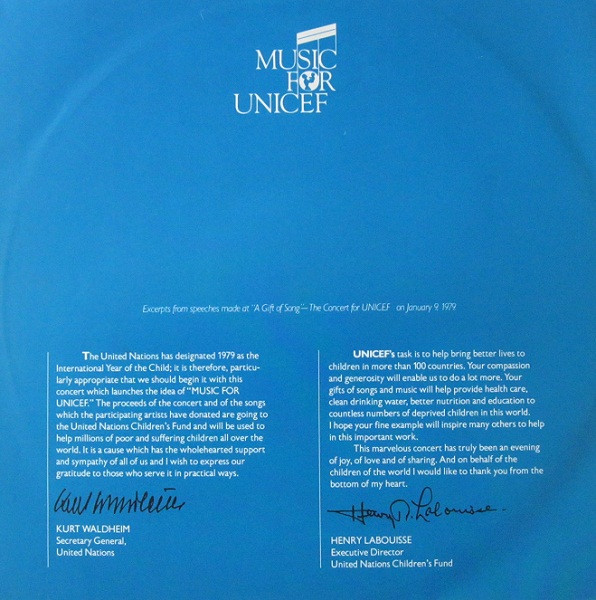 MUSIC
FOR
UNICEF
Excerpts from speeches made at "A Gift of Song"—The Concert for UNICEF on January 9, 1979.
The United Nations has designated 1979 as the
International Year of the Child; it is therefore, particu-
larly appropriate that we should begin it with this
concert which launches the idea of "MUSIC FOR
UNICEF." The proceeds of the concert and of the songs
which the participating artists have donated are going to
the United Nations Children's Fund and will be used to
help millions of poor and suffering children all over the
world. It is a cause which has the wholehearted support
and sympathy of all of us and I wish to express our
gratitude to those who serve it in practical ways.
Kurt Waldheim
KURT WALDHEIM
Secretary General,
United Nations
UNICEF's task is to help bring better lives to
children in more than 100 countries. Your compassion
and generosity will enable us to do a lot more. Your
gifts of songs and music will help provide health care,
clean drinking water, better nutrition and education to
countless numbers of deprived children in this world.
I hope your fine example will inspire many others to help
in this important work.
This marvelous concert has truly been an evening
of joy, of love and of sharing. And on behalf of the
children of the world I would like to thank you from the
bottom of my heart.
Henry R. Labouisse.
HENRY LABOUISSE
Executive Director
United Nations Children's Fund